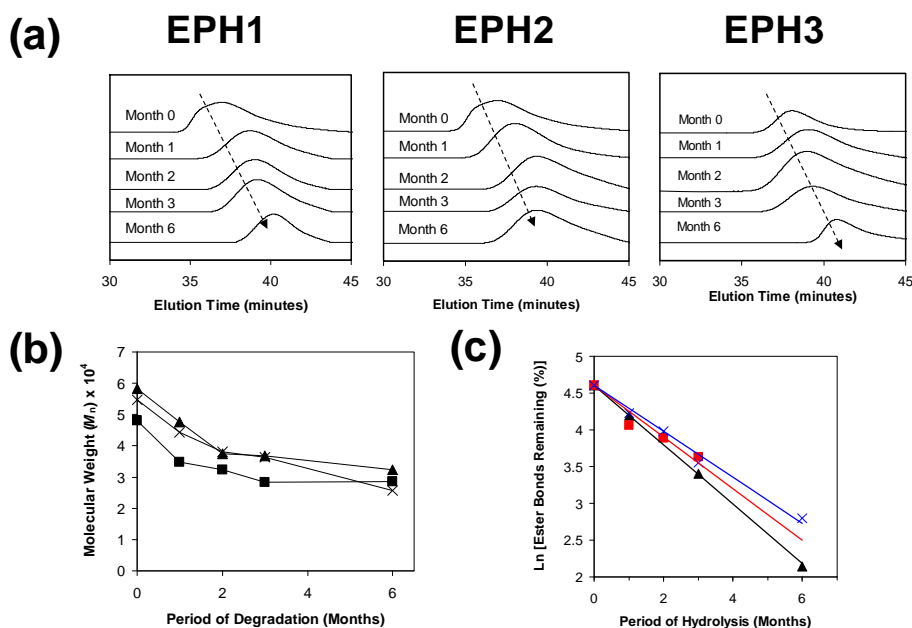 (a)
EPH1
EPH2
EPH3
Month 0
Month 1
Month 2
Month 3
Month 6
30 35 40 45
Elution Time (minutes)
Month 0
Month 1
Month 2
Month 3
Month 6
30 35 40 45
Elution Time (minutes)
Month 0
Month 1
Month 2
Month 3
Month 6
30 35 40 45
Elution Time (minutes)
(b)
Molecular Weight (Mn) x 10⁴
7
6
5
4
3
2
1
0
0 2 4 6
Period of Degradation (Months)
(c)
Ln [Ester Bonds Remaining (%)]
5
4.5
4
3.5
3
2.5
2
0 2 4 6
Period of Hydrolysis (Months)